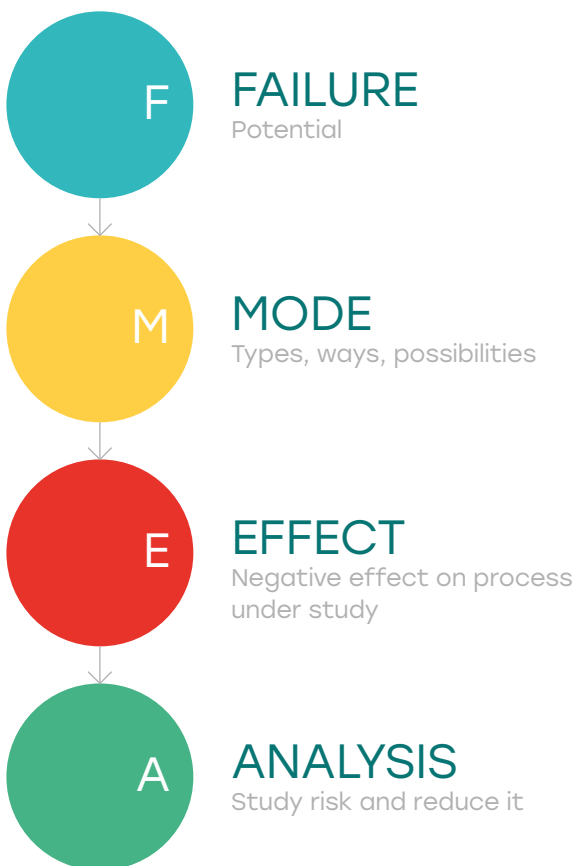 F
FAILURE
Potential
M
MODE
Types, ways, possibilities
E
EFFECT
Negative effect on process
under study
A
ANALYSIS
Study risk and reduce it